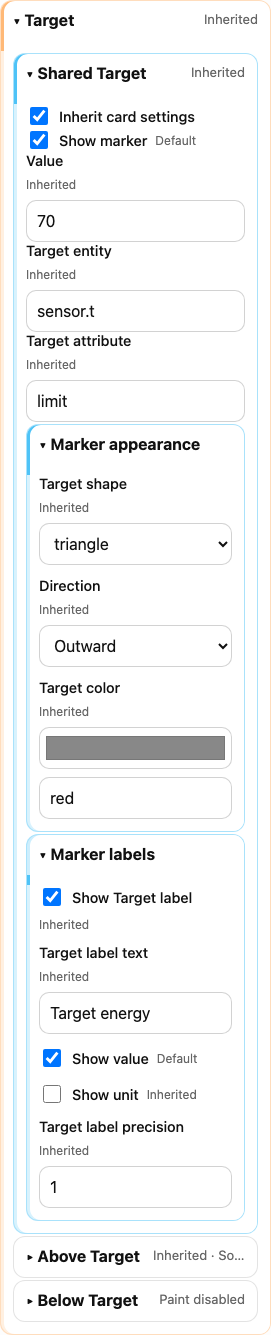 Target Inherited
Shared Target Inherited
Inherit card settings
Show marker Default
Value
Inherited
70
Target entity
Inherited
sensor.t
Target attribute
Inherited
limit
Marker appearance
Target shape
Inherited
triangle
Direction
Inherited
Outward
Target color
Inherited
red
Marker labels
Show Target label
Inherited
Target label text
Inherited
Target energy
Show value Default
Show unit Inherited
Target label precision
Inherited
1
Above Target Inherited · So...
Below Target Paint disabled